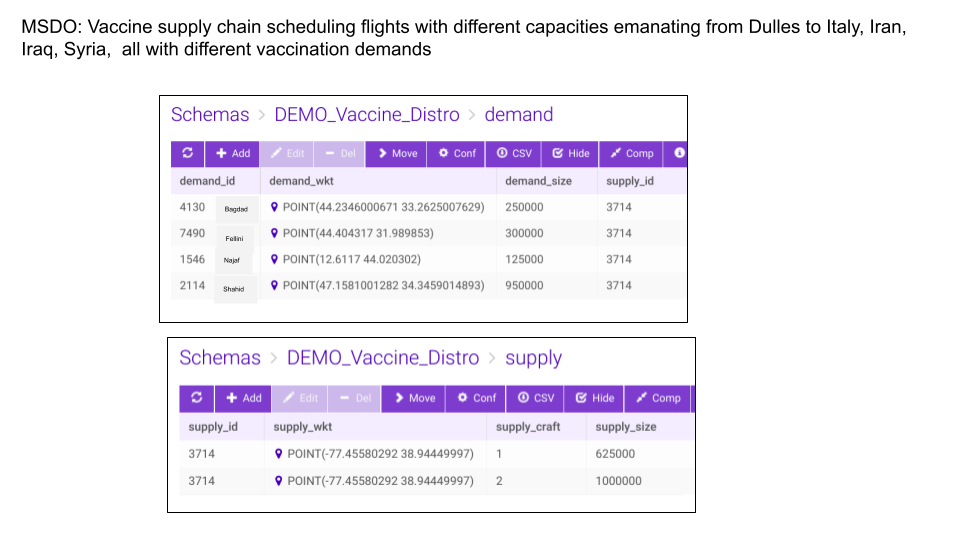 MSDO: Vaccine supply chain scheduling flights with different capacities emanating from Dulles to Italy, Iran,
Iraq, Syria, all with different vaccination demands
Schemas > DEMO_Vaccine_Distro > demand
Add Edit Del Move Conf CSV Hide Comp
demand_id demand_wkt demand_size supply_id
4130 Bagdad POINT(44.2346000671 33.2625007629) 250000 3714
7490 Fellini POINT(44.404317 31.989853) 300000 3714
1546 Najaf POINT(12.6117 44.020302) 125000 3714
2114 Shahid POINT(47.1581001282 34.3459014893) 950000 3714
Schemas > DEMO_Vaccine_Distro > supply
Add Edit Del Move Conf CSV Hide Comp
supply_id supply_wkt supply_craft supply_size
3714 POINT(-77.45580292 38.94449997) 1 625000
3714 POINT(-77.45580292 38.94449997) 2 1000000